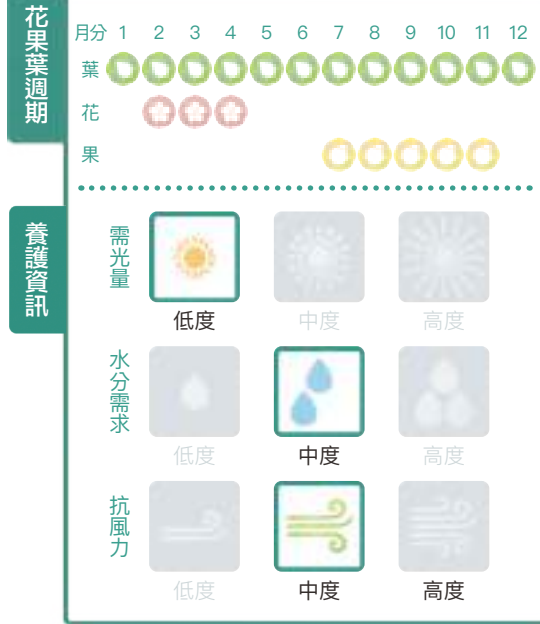 花果葉週期
月分 1 2 3 4 5 6 7 8 9 10 11 12
葉
花
果
養護資訊
需光量
低度 中度 高度
水分需求
低度 中度 高度
抗風力
低度 中度 高度